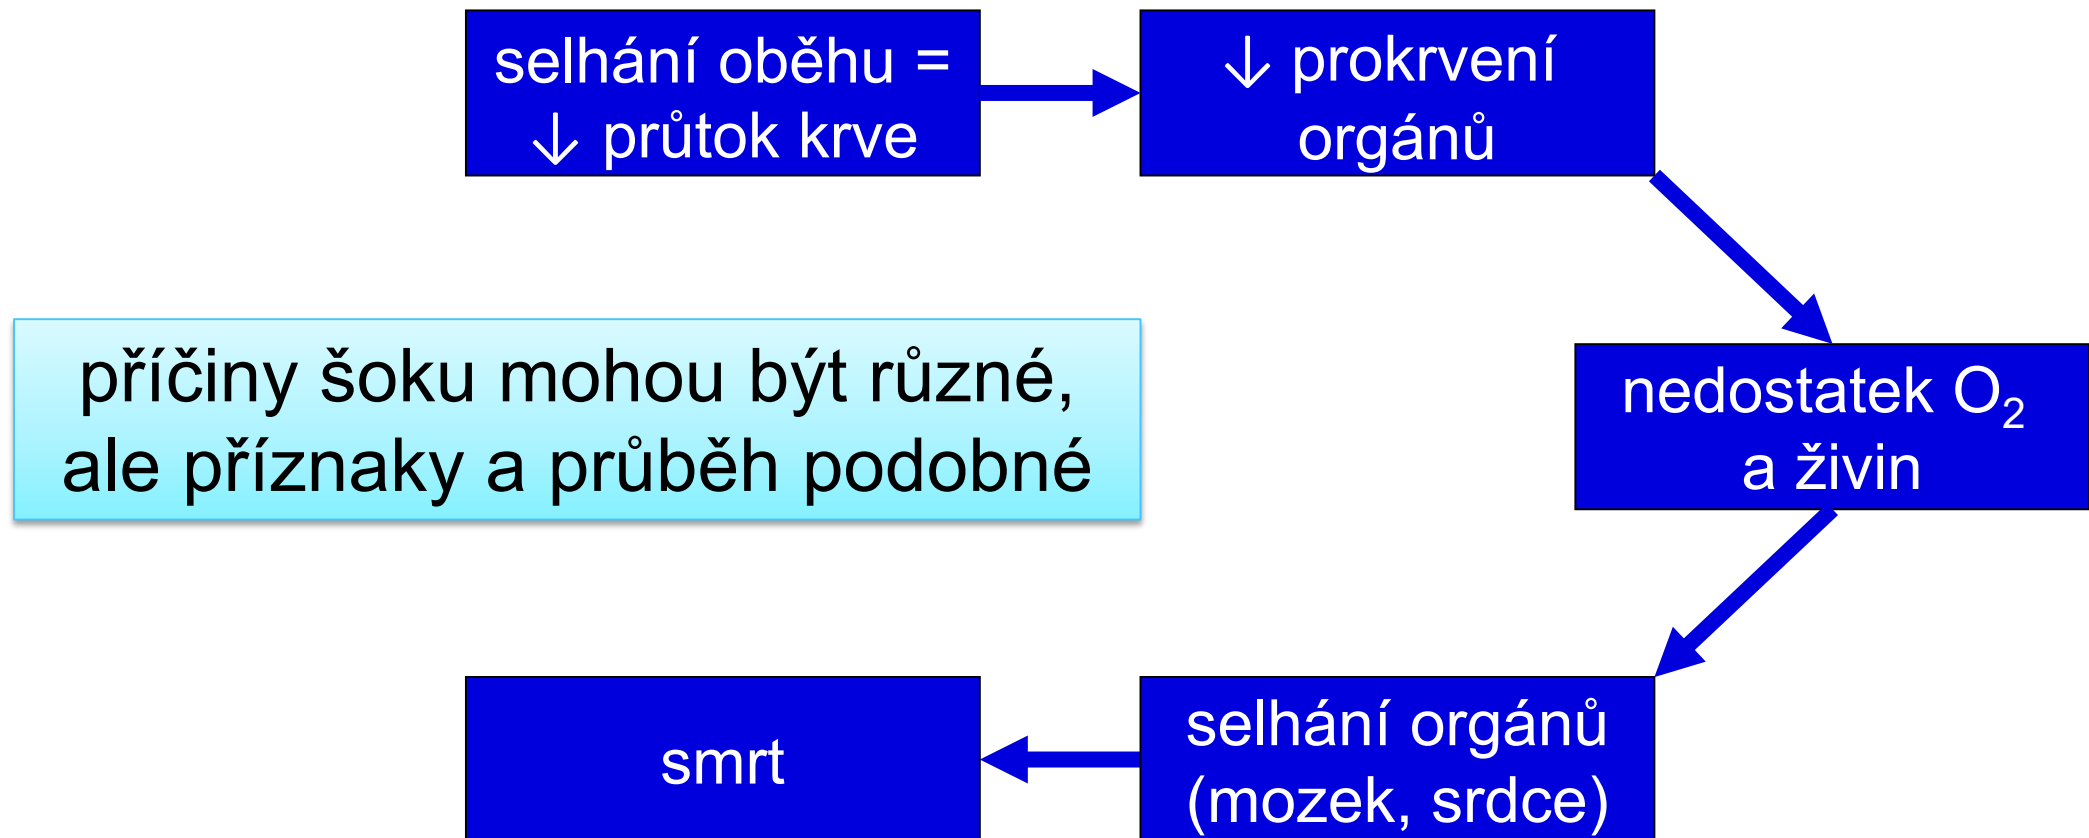 selhání oběhu =
↓ průtok krve
↓ prokrvení
orgánů
příčiny šoku mohou být různé,
ale příznaky a průběh podobné
nedostatek O₂
a živin
selhání orgánů
(mozek, srdce)
smrt